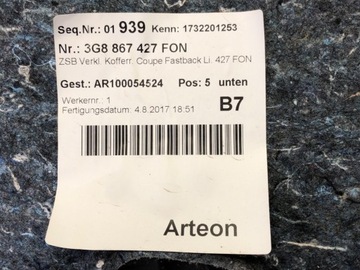 Seq.Nr.: 01 939 Kenn: 1732201253
Nr.: 3G8 867 427 FON
ZSB Verkl. Kofferr. Coupe Fastback Li. 427 FON
Gest.: AR100054524 Pos: 5 unten
Werkernr.: 1
Fertigungsdatum: 4.8.2017 18:51
B7
Arteon